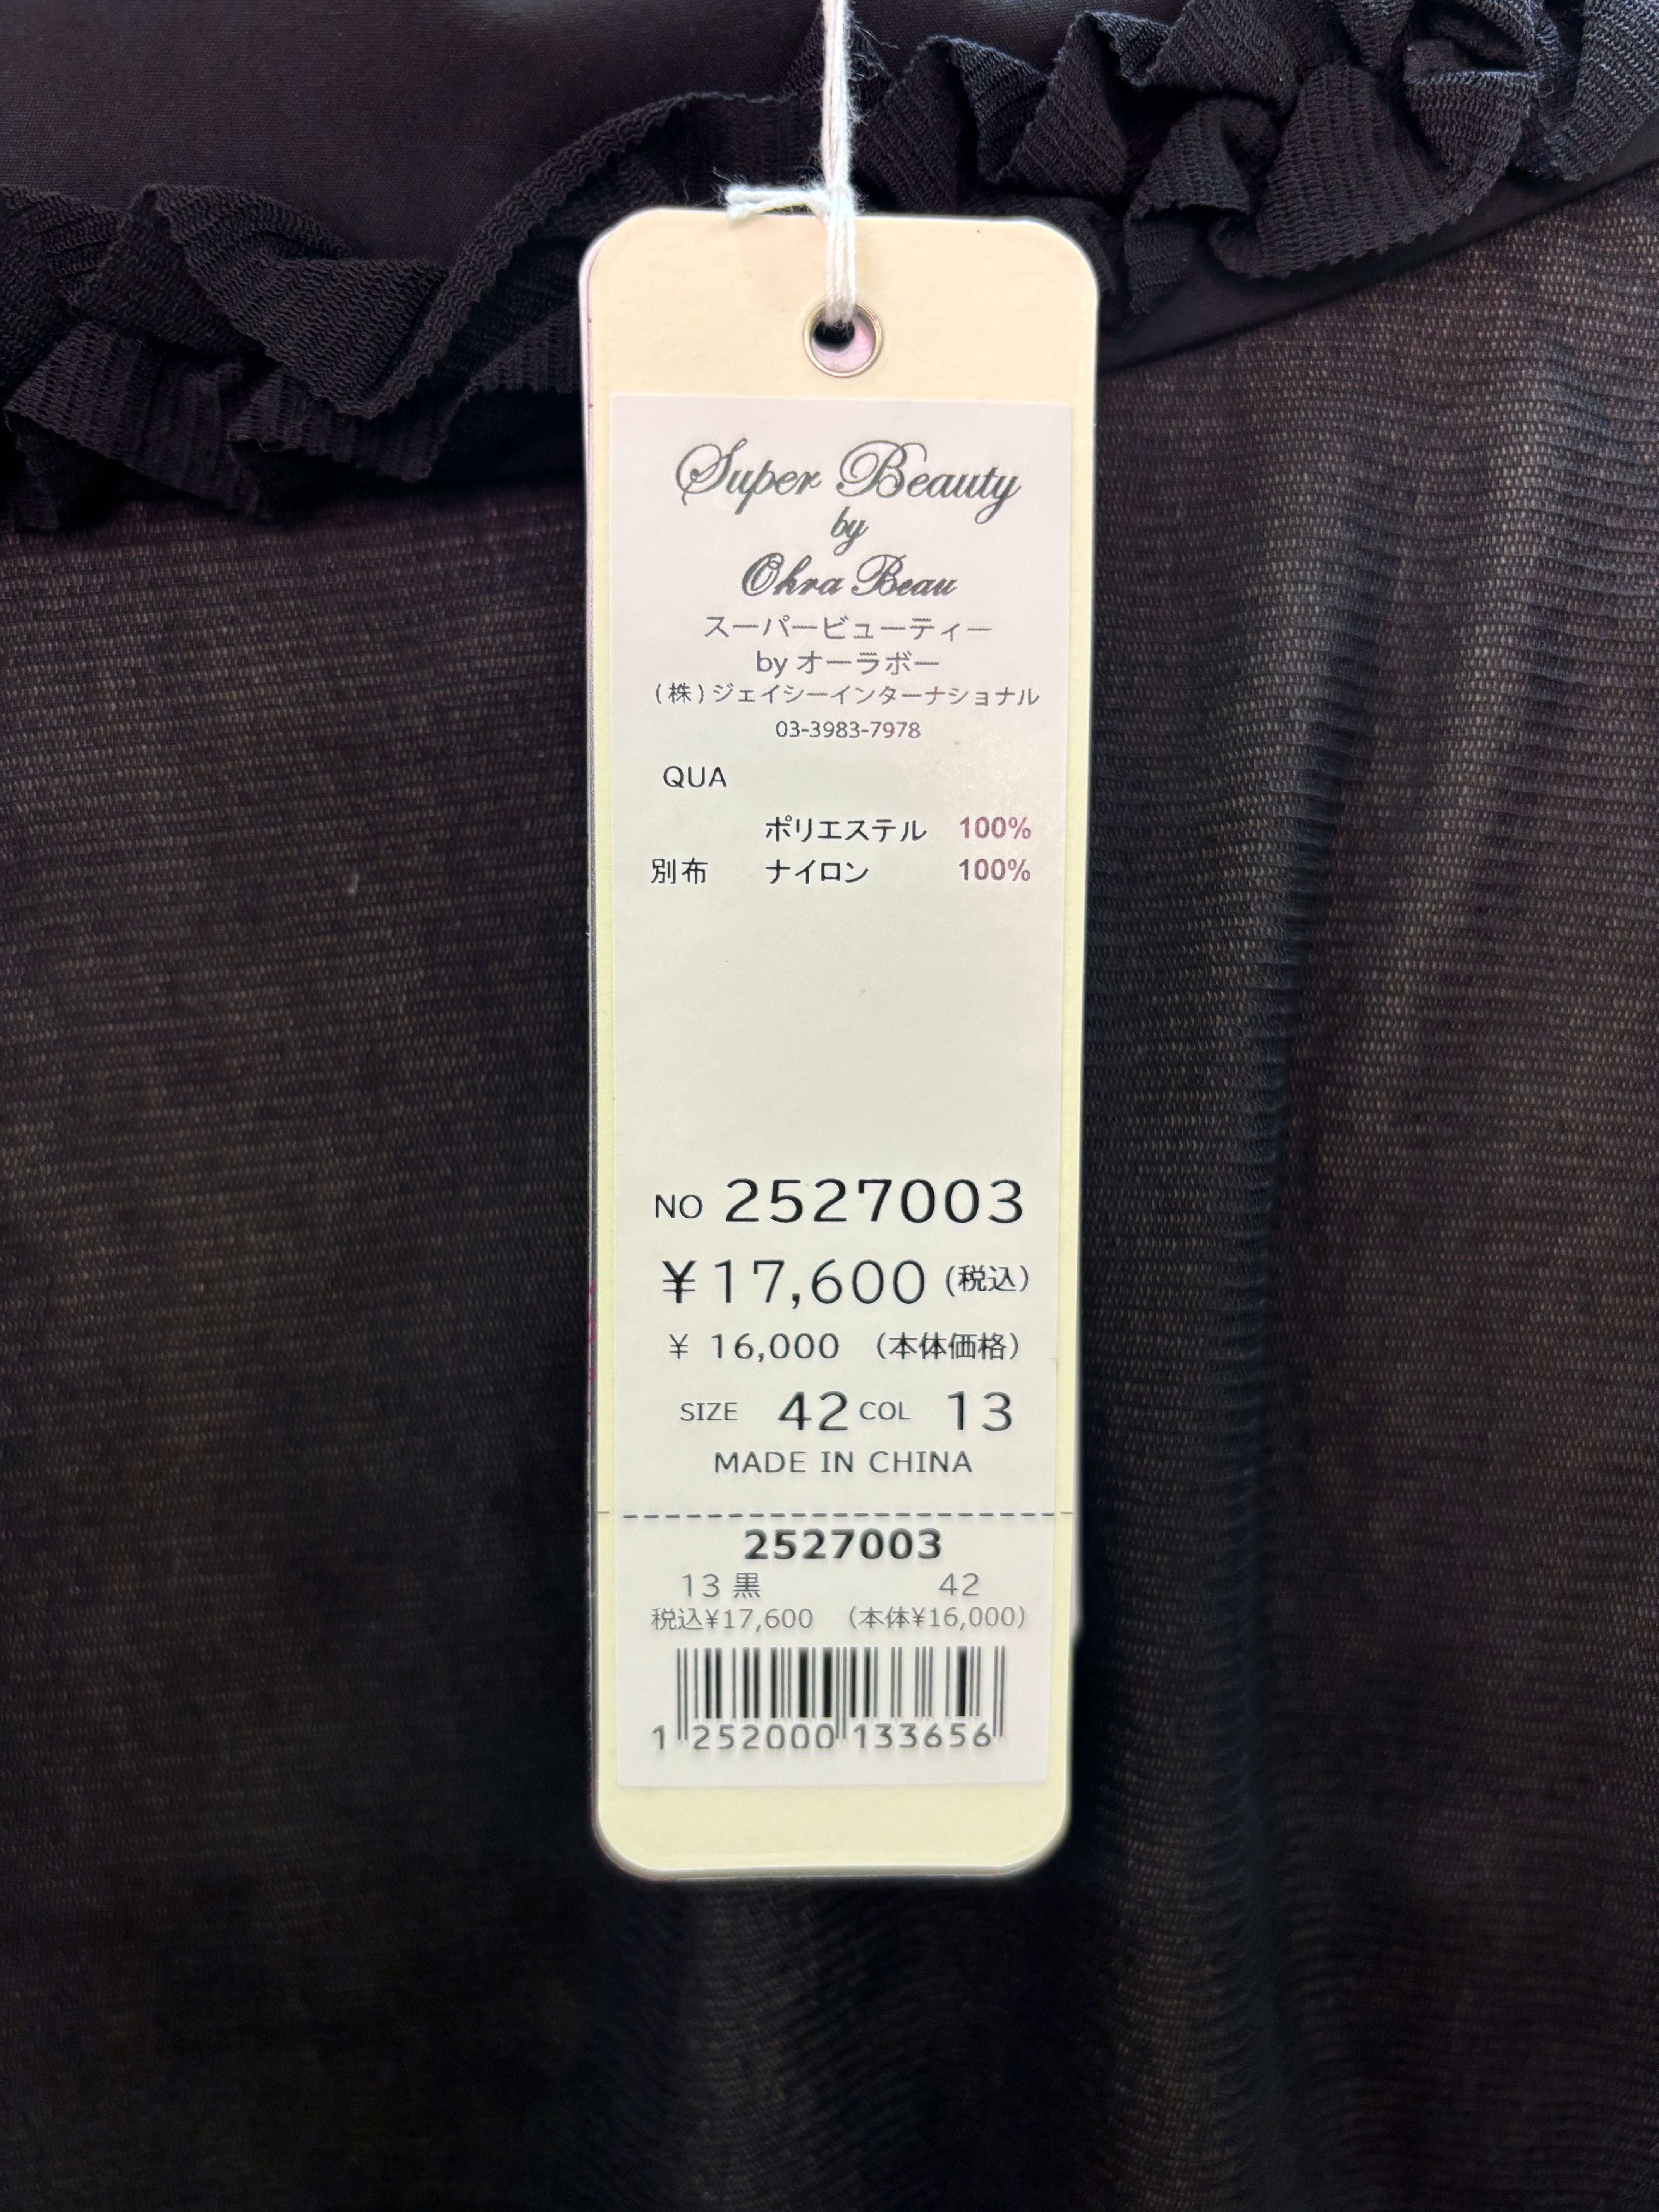 Super Beauty
by
Ohra Beau
スーパービューティー
by オーラボー
(株)ジェイシーインターナショナル
03-3983-7978
QUA
ポリエステル 100%
別布 ナイロン 100%
NO 2527003
¥17,600 (税込)
¥ 16,000 (本体価格)
SIZE 42 COL 13
MADE IN CHINA
2527003
13 黒 42
税込¥17,600 (本体¥16,000)
1 252000 133656